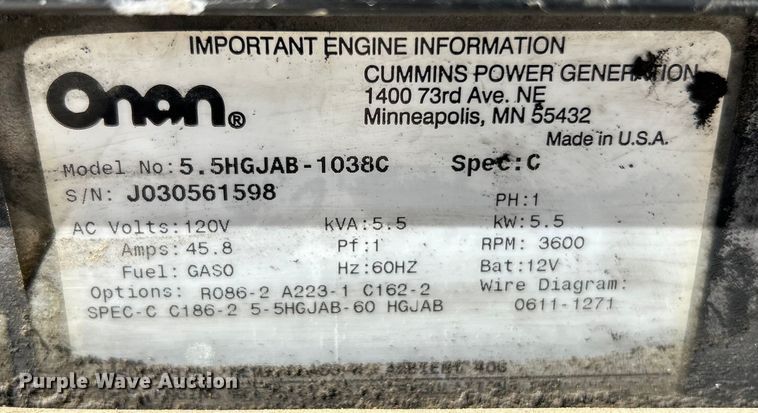 IMPORTANT ENGINE INFORMATION
Onan®
CUMMINS POWER GENERATION
1400 73rd Ave. NE
Minneapolis, MN 55432
Made in U.S.A.
Model No: 5.5HGJAB-1038C Spec: C
S/N: J030561598
PH: 1
AC Volts: 120V kVA: 5.5 kW: 5.5
Amps: 45.8 Pf: 1 RPM: 3600
Fuel: GASO Hz: 60HZ Bat: 12V
Options: R086-2 A223-1 C162-2 Wire Diagram:
SPEC-C C186-2 5-5HGJAB-60 HGJAB 0611-1271
AMBIENT 40C
Purple Wave Auction